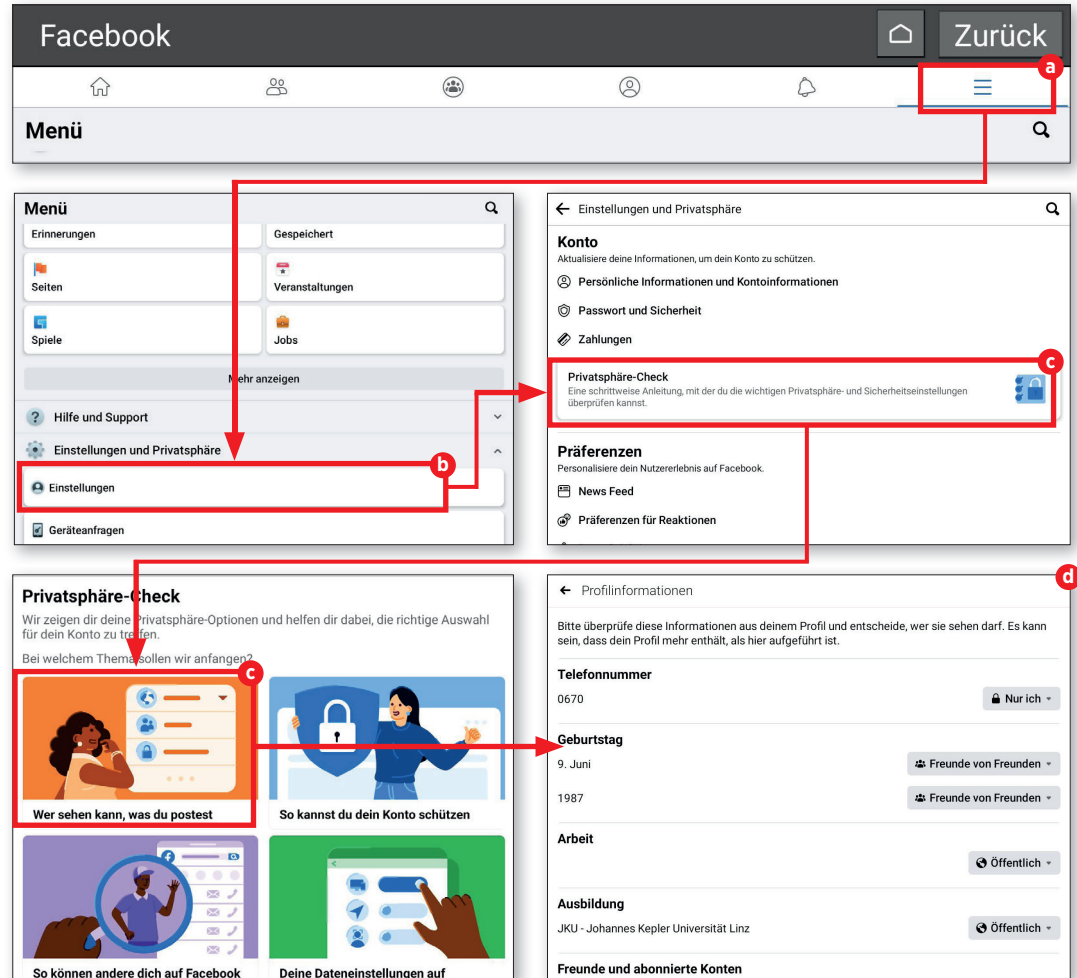 Facebook
Zurück
a
Menü
Menü
Erinnerungen
Gespeichert
Seiten
Veranstaltungen
Spiele
Jobs
Mehr anzeigen
? Hilfe und Support
Einstellungen und Privatsphäre
b
Einstellungen
Geräteanfragen
Einstellungen und Privatsphäre
Konto
Aktualisiere deine Informationen, um dein Konto zu schützen.
Persönliche Informationen und Kontoinformationen
Passwort und Sicherheit
Zahlungen
c
Privatsphäre-Check
Eine schrittweise Anleitung, mit der du die wichtigen Privatsphäre- und Sicherheitseinstellungen
überprüfen kannst.
Präferenzen
Personalisiere dein Nutzererlebnis auf Facebook.
News Feed
Präferenzen für Reaktionen
Privatsphäre-Check
Wir zeigen dir deine Privatsphäre-Optionen und helfen dir dabei, die richtige Auswahl
für dein Konto zu treffen.
Bei welchem Thema sollen wir anfangen?
c
Wer sehen kann, was du postest
So kannst du dein Konto schützen
So können andere dich auf Facebook
Deine Dateneinstellungen auf
d
Profilinformationen
Bitte überprüfe diese Informationen aus deinem Profil und entscheide, wer sie sehen darf. Es kann
sein, dass dein Profil mehr enthält, als hier aufgeführt ist.
Telefonnummer
0670
Nur ich
Geburtstag
9. Juni
Freunde von Freunden
1987
Freunde von Freunden
Arbeit
Öffentlich
Ausbildung
JKU - Johannes Kepler Universität Linz
Öffentlich
Freunde und abonnierte Konten